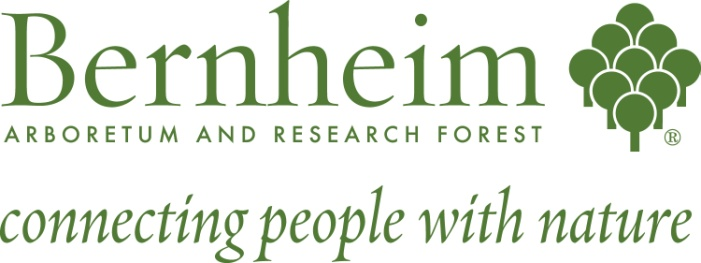 Bernheim
ARBORETUM AND RESEARCH FOREST
®
connecting people with nature